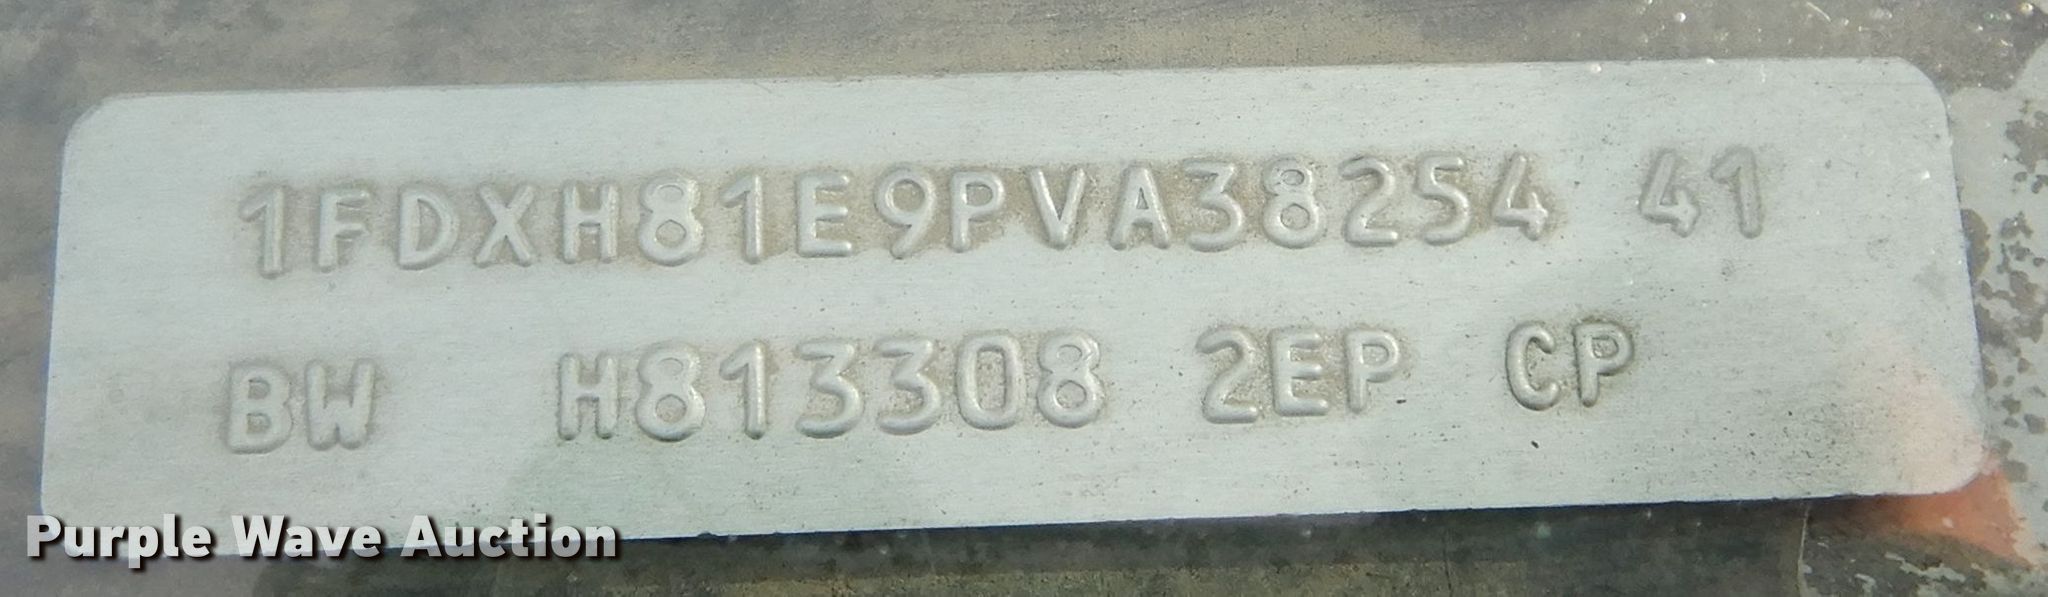 1FDXH81E9PVA38254 41
BW H813308 2EP CP
Purple Wave Auction